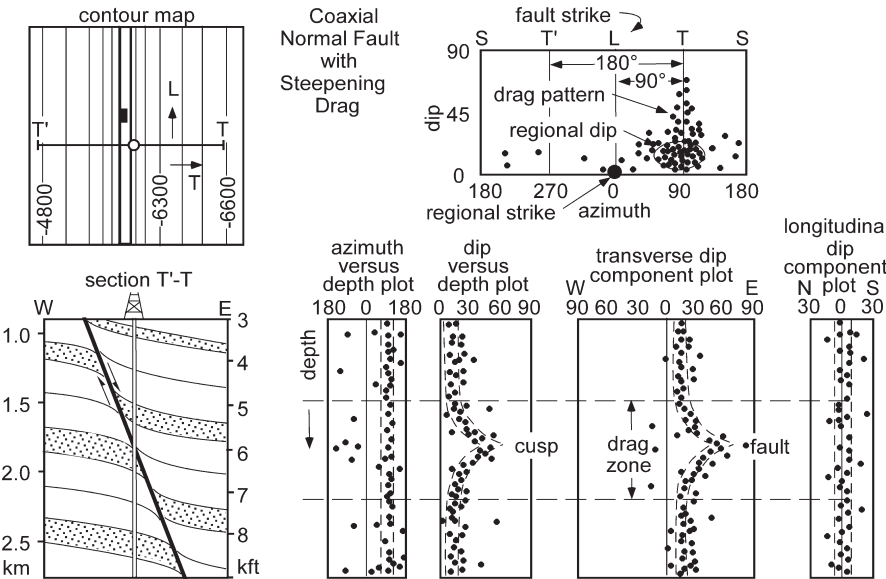 contour map
L
T'
T
T
-4800
-6300
-6600
Coaxial
Normal Fault
with
Steepening
Drag
fault strike
S T' L T S
90
45
0
dip
180°
90°
drag pattern
regional dip
180 270 0 90 180
regional strike
azimuth
section T'-T
W E
1.0
1.5
2.0
2.5
km
3
4
5
6
7
8
kft
azimuth
versus
depth plot
180 0 180
depth
dip
versus
depth plot
0 30 60 90
cusp
transverse dip
component plot
W E
90 60 30 0 30 60 90
drag
zone
fault
longitudina
dip
component
N plot S
30 0 30